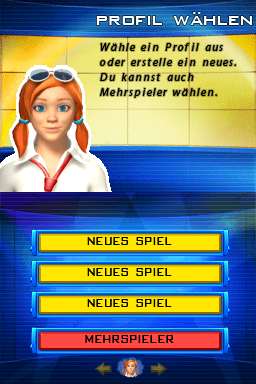 PROFIL WÄHLEN
Wähle ein Profil aus
oder erstelle ein neues.
Du kannst auch
Mehrspieler wählen.
NEUES SPIEL
NEUES SPIEL
NEUES SPIEL
MEHRSPIELER